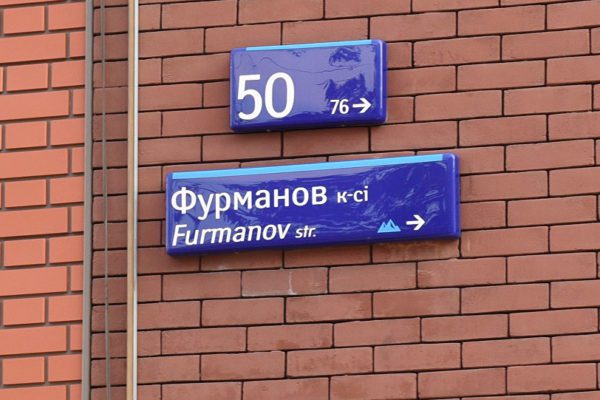 50 76 →
Фурманов к-сі
Furmanov str. →